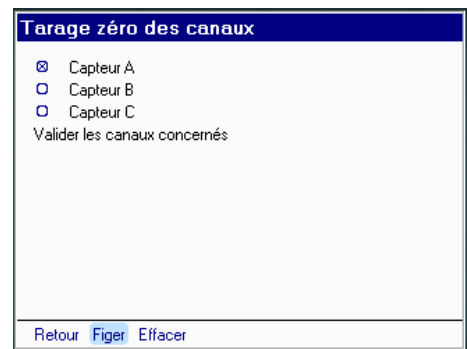 Tarage zéro des canaux
Capteur A
Capteur B
Capteur C
Valider les canaux concernés
Retour Figer Effacer